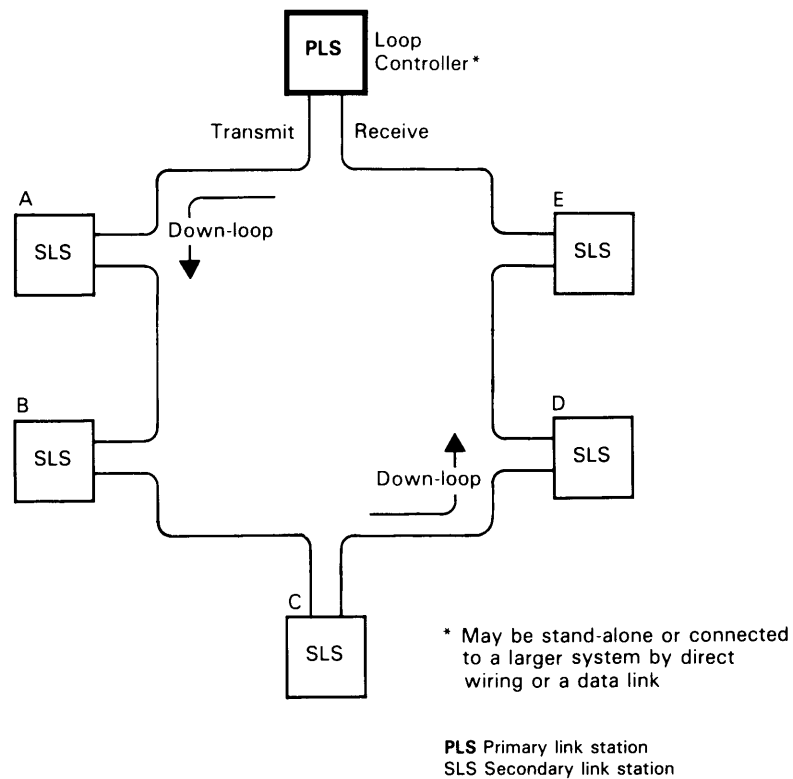 PLS
Loop
Controller*
Transmit
Receive
A
SLS
Down-loop
E
SLS
B
SLS
D
SLS
Down-loop
C
SLS
* May be stand-alone or connected
to a larger system by direct
wiring or a data link
PLS Primary link station
SLS Secondary link station